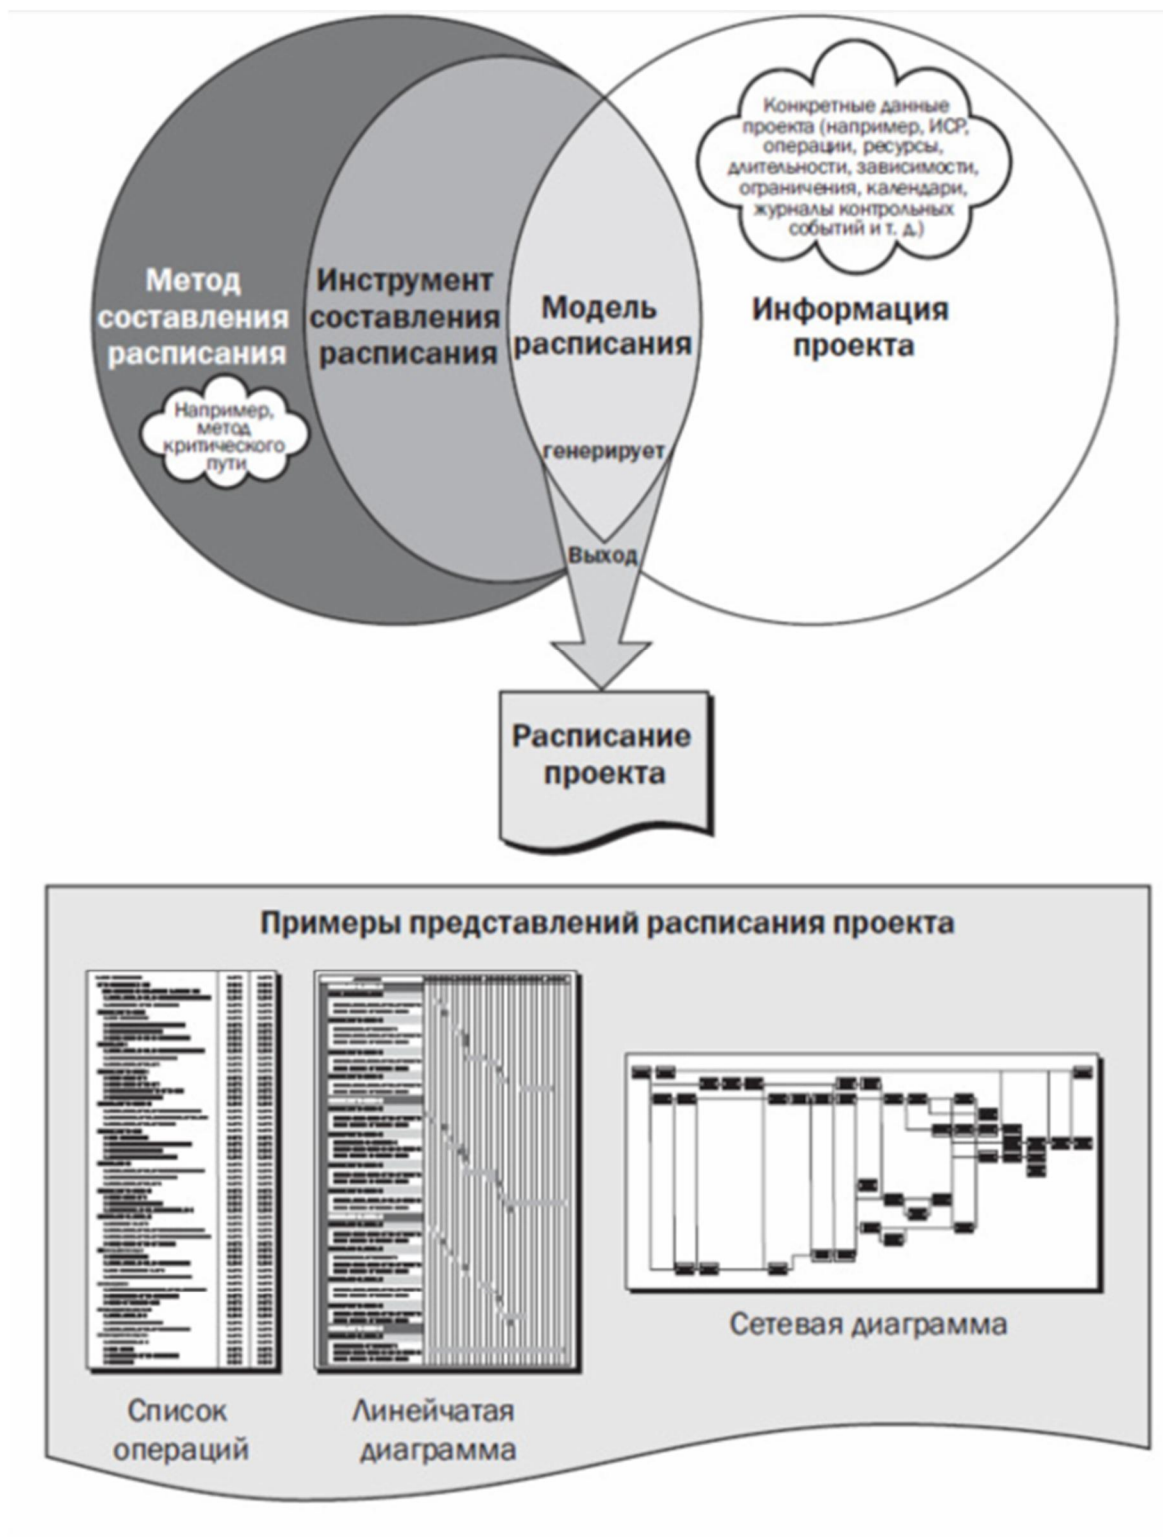 Конкретные данные
проекта (например, ИСР,
операции, ресурсы,
длительности, зависимости,
ограничения, календари,
журналы контрольных
событий и т. д.)
Метод
составления
расписания
Инструмент
составления
расписания
Модель
расписания
Информация
проекта
Например,
метод
критического
пути
генерирует
Выход
Расписание
проекта
Примеры представлений расписания проекта
Список
операций
Линейчатая
диаграмма
Сетевая диаграмма